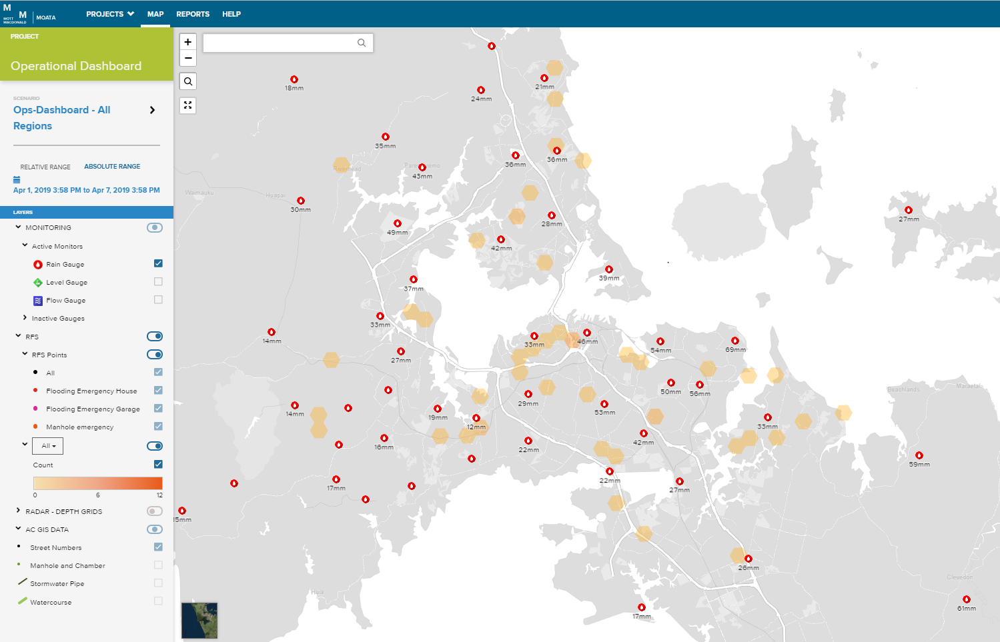 M
MOTT
MACDONALD
M
MOATA
PROJECTS
MAP
REPORTS
HELP
PROJECT
Operational Dashboard
SCENARIO
Ops-Dashboard - All
Regions
RELATIVE RANGE
ABSOLUTE RANGE
Apr 1, 2019 3:58 PM to Apr 7, 2019 3:58 PM
LAYERS
MONITORING
Active Monitors
Rain Gauge
Level Gauge
Flow Gauge
Inactive Gauges
RFS
RFS Points
All
Flooding Emergency House
Flooding Emergency Garage
Manhole emergency
All
Count
0 6 12
RADAR - DEPTH GRIDS
AC GIS DATA
Street Numbers
Manhole and Chamber
Stormwater Pipe
Watercourse
+
−
18mm
24mm
21mm
35mm
36mm
36mm
Riverhead
Paremoremo
43mm
Waimauku
Huapai
30mm
27mm
28mm
49mm
42mm
39mm
37mm
33mm
14mm
33mm
46mm
54mm
69mm
27mm
50mm
56mm
Beachlands
Maraetai
29mm
14mm
19mm
53mm
12mm
33mm
42mm
16mm
22mm
59mm
22mm
17mm
27mm
5mm
26mm
Clevedon
Huia
61mm
17mm